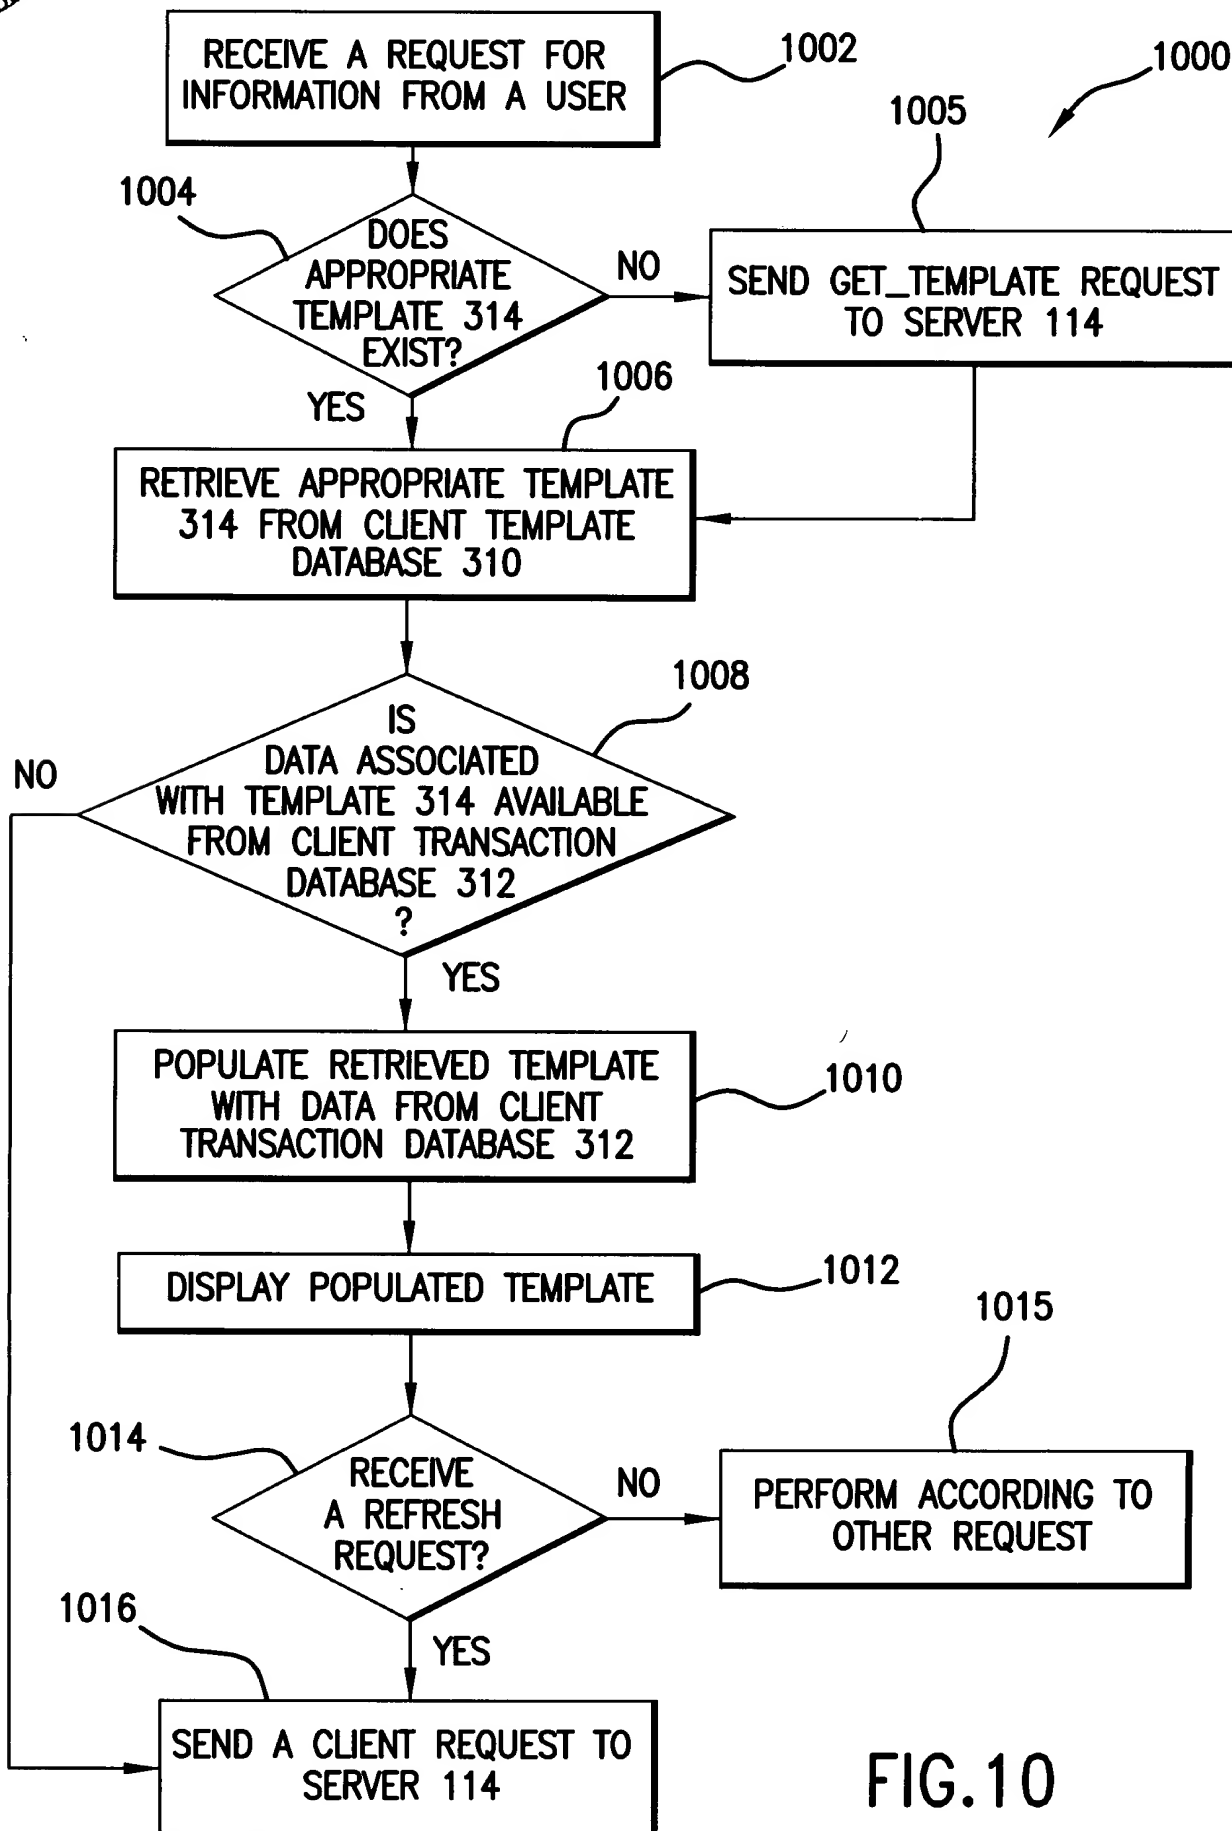 RECEIVE A REQUEST FOR
INFORMATION FROM A USER
1002
1000
1005
1004
DOES
APPROPRIATE
TEMPLATE 314
EXIST?
NO
SEND GET_TEMPLATE REQUEST
TO SERVER 114
YES
1006
RETRIEVE APPROPRIATE TEMPLATE
314 FROM CLIENT TEMPLATE
DATABASE 310
1008
IS
DATA ASSOCIATED
WITH TEMPLATE 314 AVAILABLE
FROM CLIENT TRANSACTION
DATABASE 312
?
NO
YES
POPULATE RETRIEVED TEMPLATE
WITH DATA FROM CLIENT
TRANSACTION DATABASE 312
1010
DISPLAY POPULATED TEMPLATE
1012
1015
1014
RECEIVE
A REFRESH
REQUEST?
NO
PERFORM ACCORDING TO
OTHER REQUEST
1016
YES
SEND A CLIENT REQUEST TO
SERVER 114
FIG.10